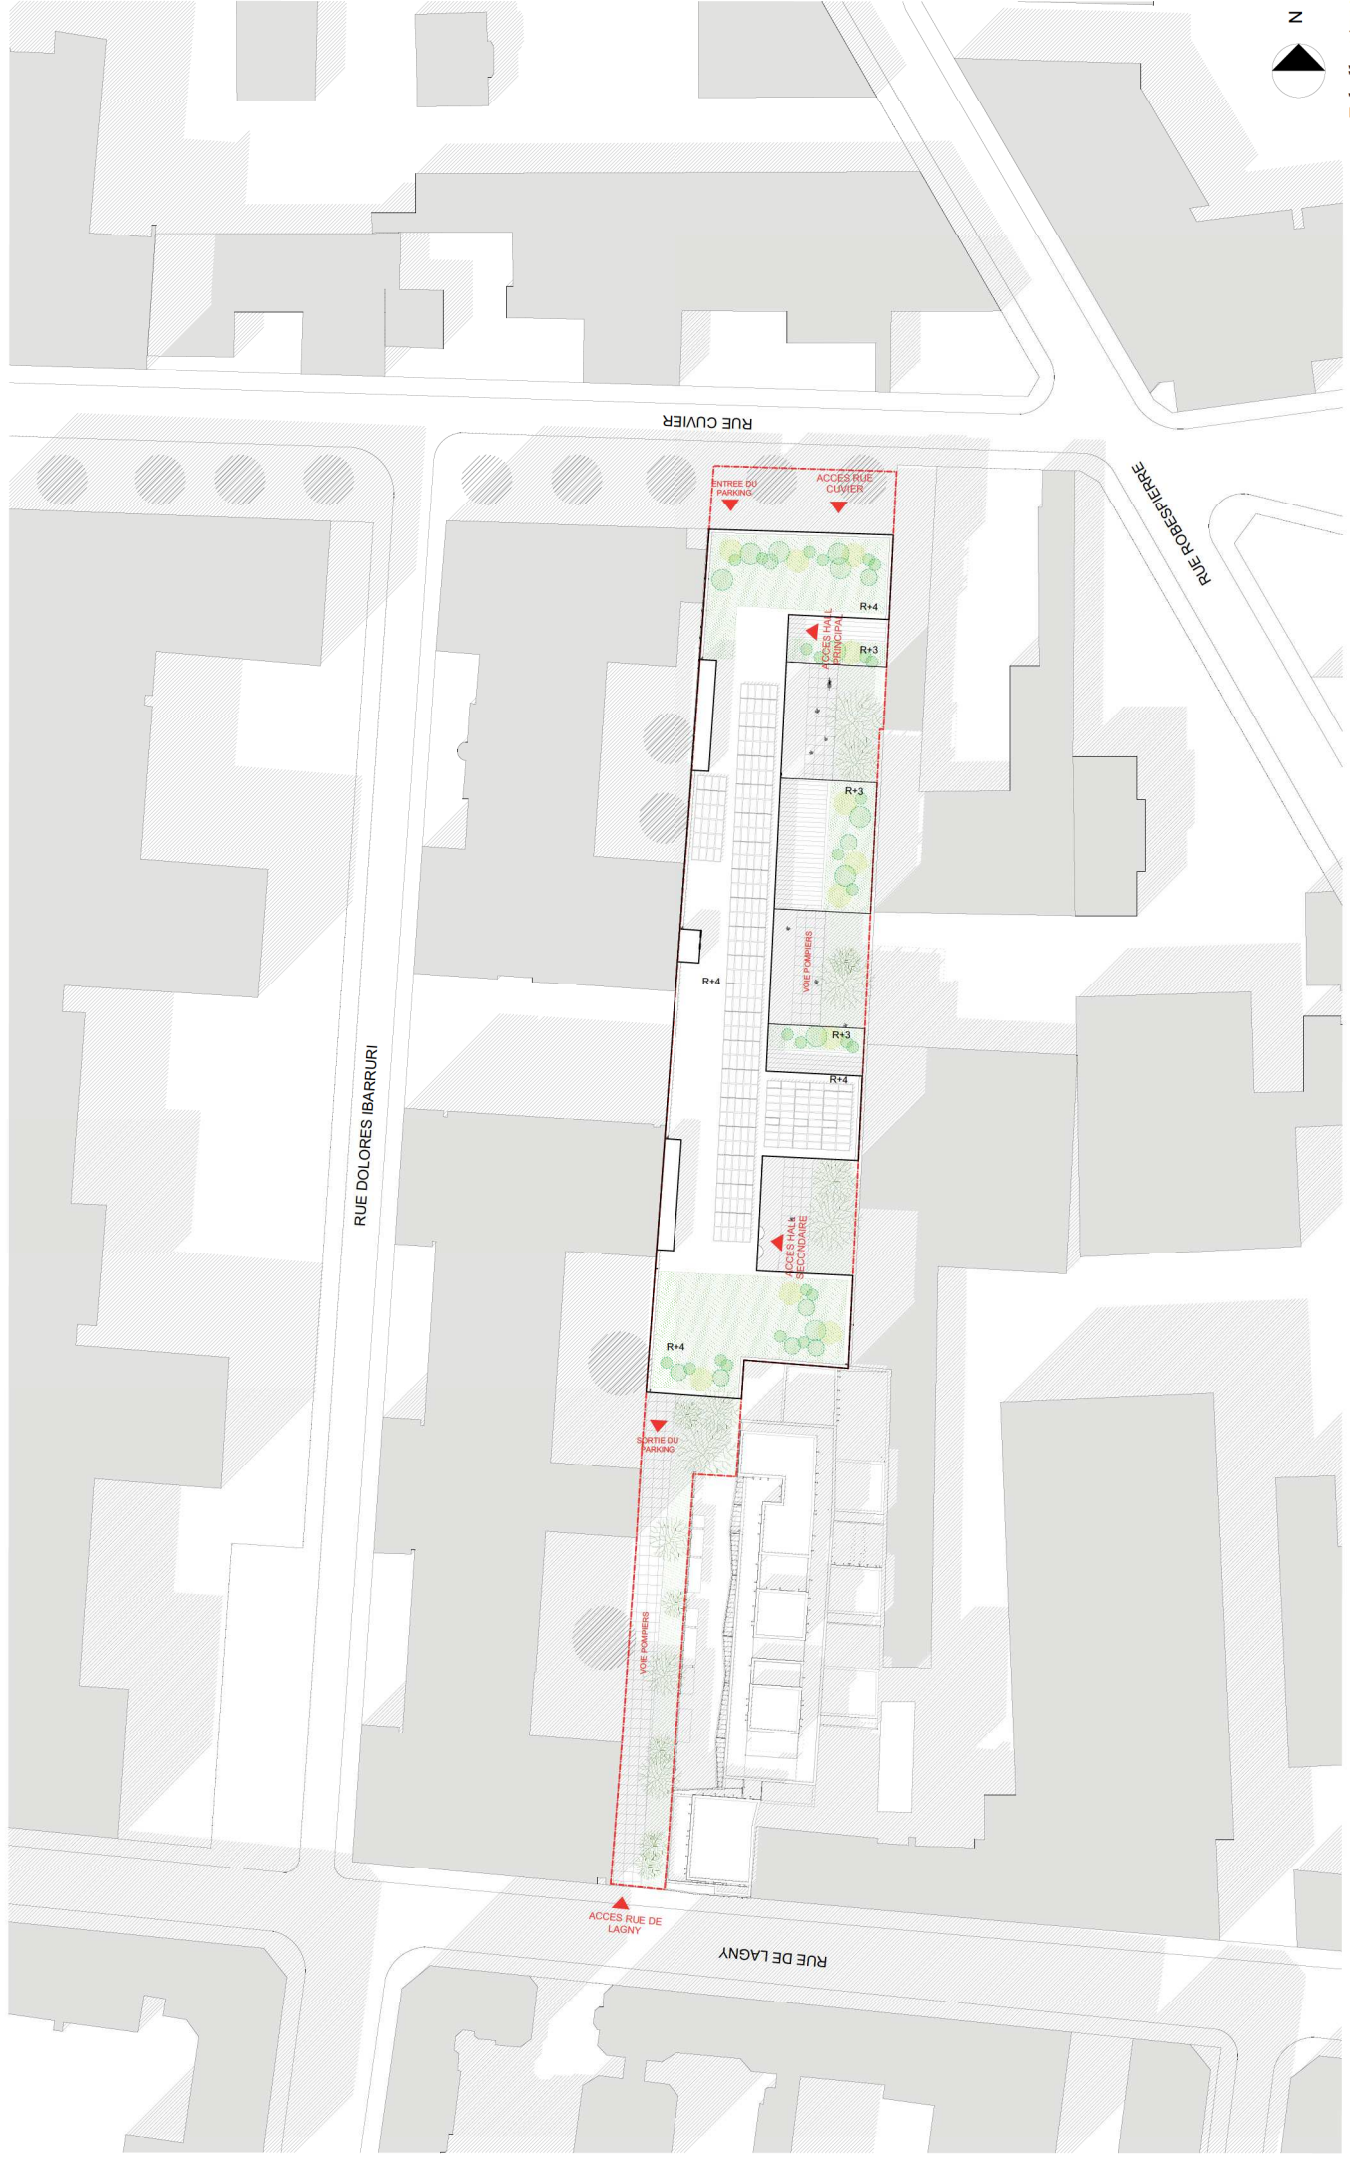 N
RUE CUVIER
ENTREE DU
PARKING
ACCES RUE
CUVIER
RUE ROBESPIERRE
R+4
ACCES HALL
PRINCIPAL
R+3
R+3
VOIE POMPIERS
R+4
R+3
RUE DOLORES IBARRURI
R+4
ACCES HALL
SECONDAIRE
R+4
SORTIE DU
PARKING
VOIE POMPIERS
ACCES RUE DE
LAGNY
RUE DE LAGNY